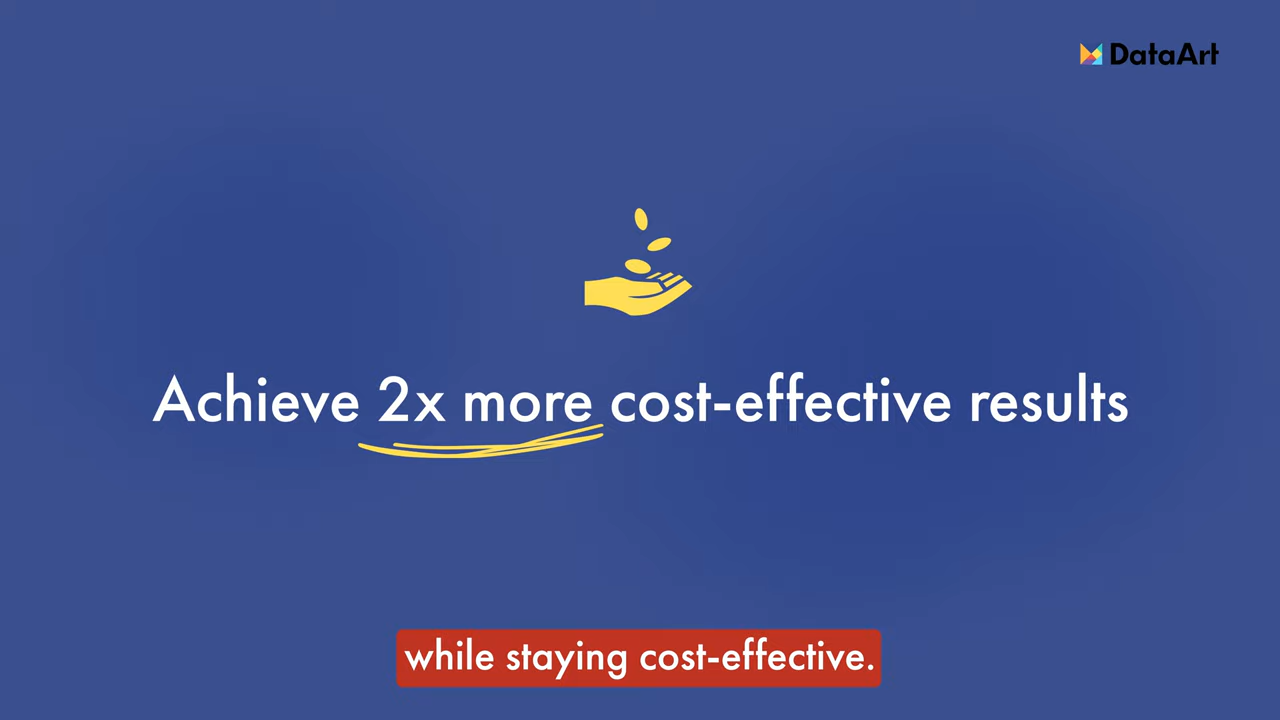 DataArt
Achieve 2x more cost-effective results
while staying cost-effective.